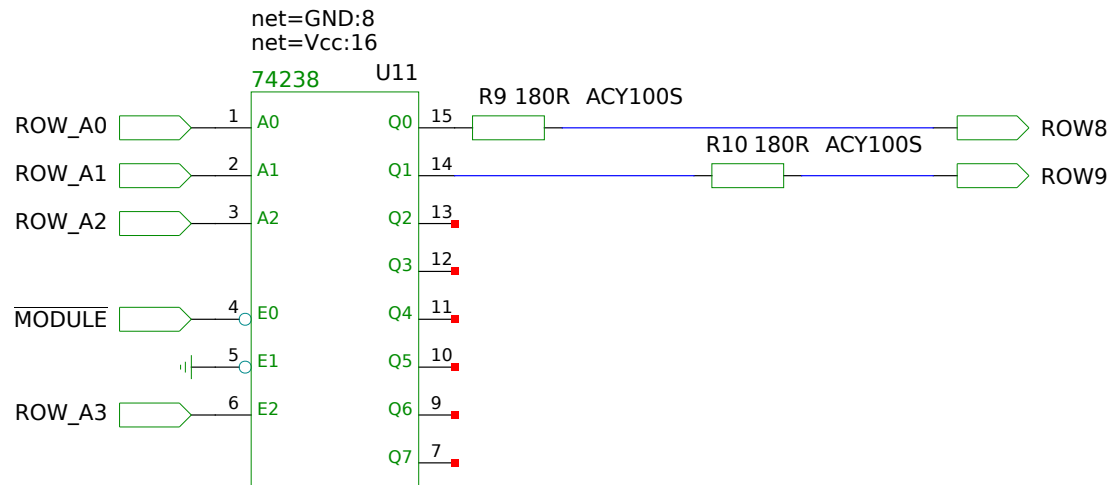 net=GND:8
net=Vcc:16
74238 U11
R9 180R ACY100S
ROW_A0 1 A0 Q0 15 ROW8
R10 180R ACY100S
ROW_A1 2 A1 Q1 14 ROW9
ROW_A2 3 A2 Q2 13
Q3 12
MODULE 4 E0 Q4 11
5 E1 Q5 10
ROW_A3 6 E2 Q6 9
Q7 7